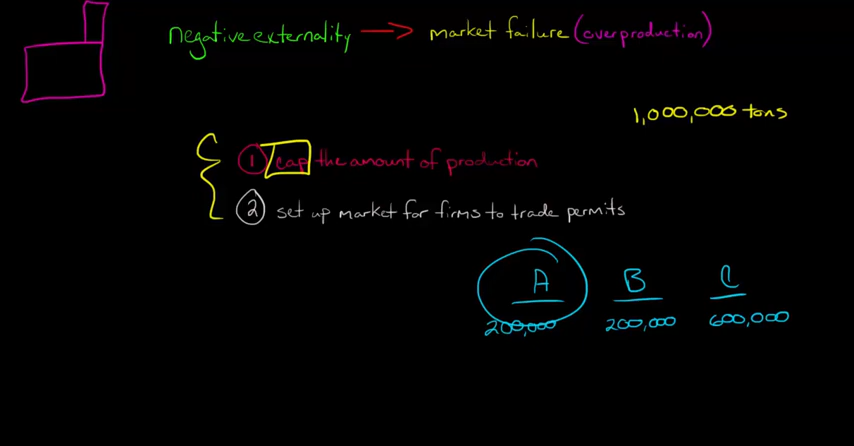 negative externality → market failure (overproduction)
1,000,000 tons
① cap the amount of production
② set up market for firms to trade permits
A B C
200,000 200,000 600,000